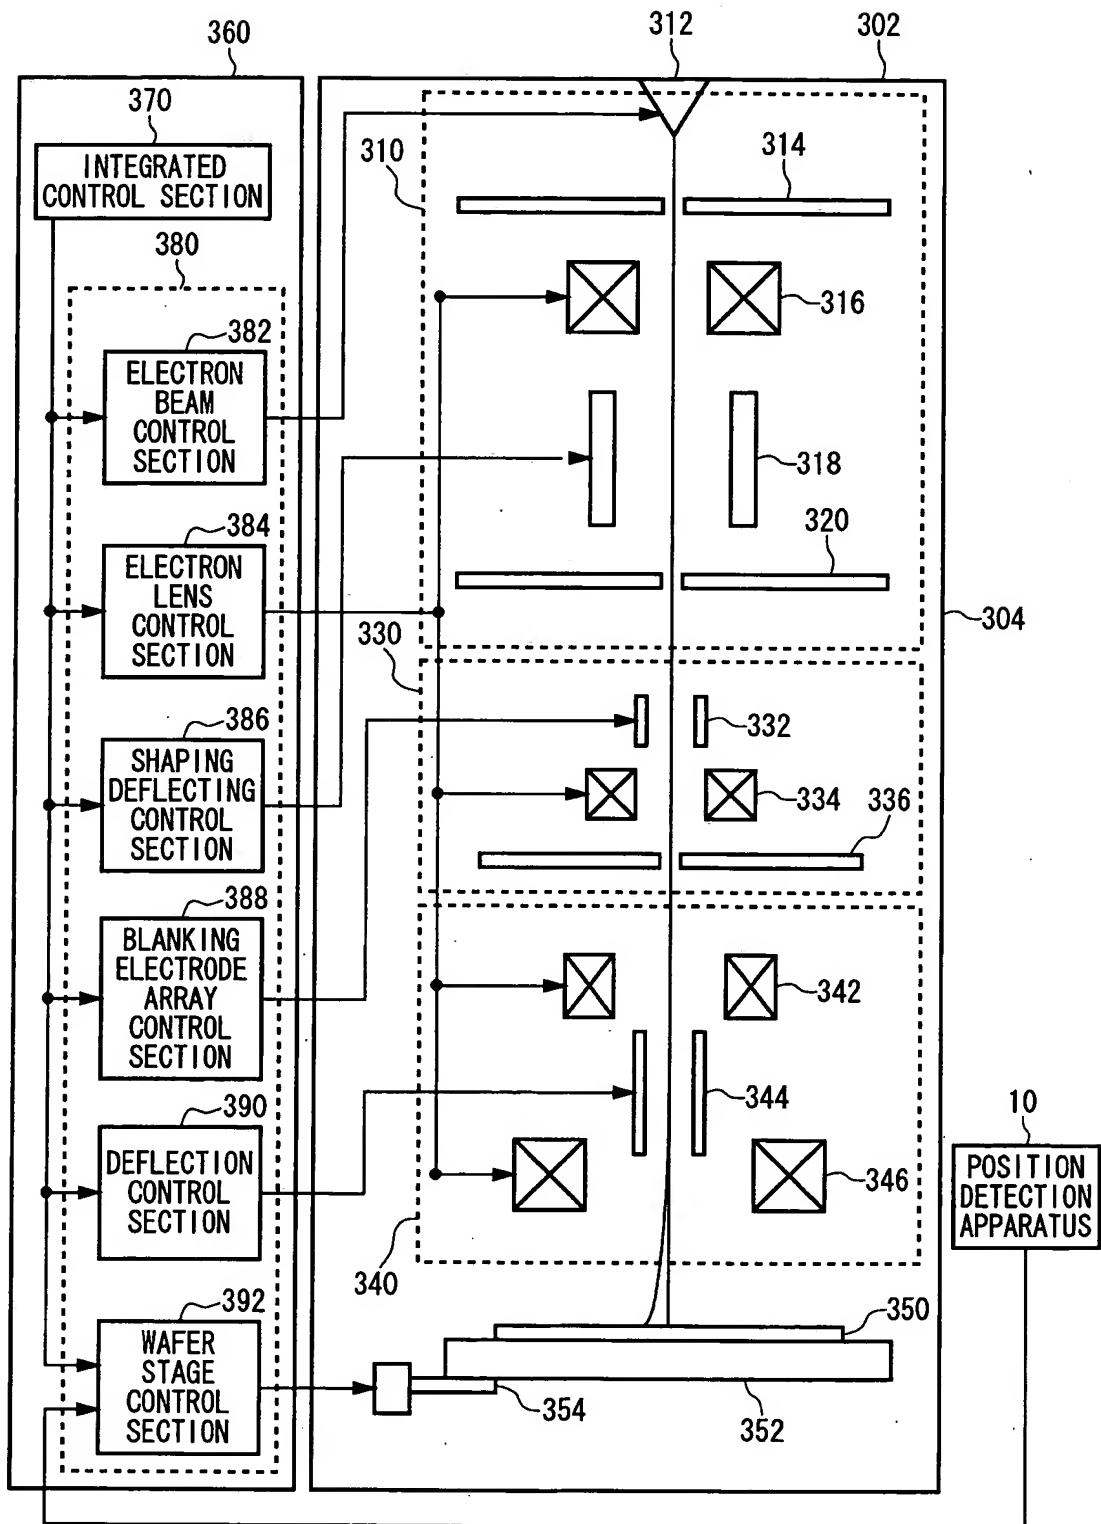 360
312
302
370
INTEGRATED
CONTROL SECTION
310
314
380
316
382
ELECTRON
BEAM
CONTROL
SECTION
318
320
384
ELECTRON
LENS
CONTROL
SECTION
304
330
332
386
SHAPING
DEFLECTING
CONTROL
SECTION
334
336
388
BLANKING
ELECTRODE
ARRAY
CONTROL
SECTION
342
344
390
DEFLECTION
CONTROL
SECTION
10
POSITION
DETECTION
APPARATUS
346
340
392
WAFER
STAGE
CONTROL
SECTION
350
354
352